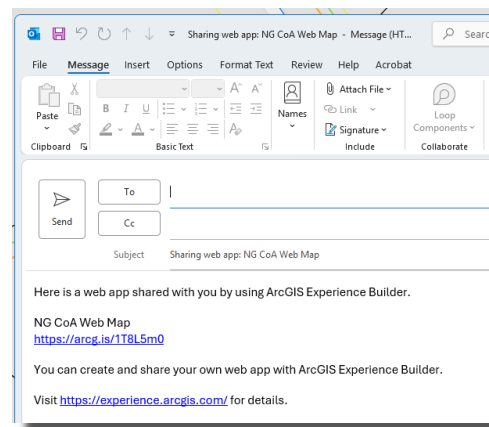 Sharing web app: NG CoA Web Map - Message (HT...
Sear
File Message Insert Options Format Text Review Help Acrobat
Paste
B I U
A
Names
Attach File
Link
Signature
Loop
Components
Clipboard
Basic Text
Include
Collaborate
Send
To
Cc
Subject Sharing web app: NG CoA Web Map
Here is a web app shared with you by using ArcGIS Experience Builder.
NG CoA Web Map
https://arcg.is/1T8L5m0
You can create and share your own web app with ArcGIS Experience Builder.
Visit https://experience.arcgis.com/ for details.